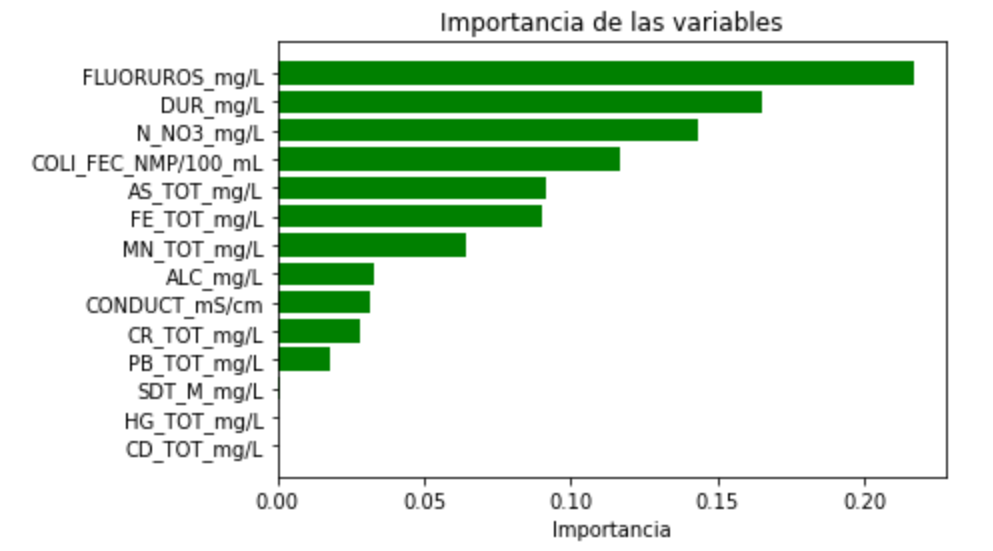 Importancia de las variables
FLUORUROS_mg/L
DUR_mg/L
N_NO3_mg/L
COLI_FEC_NMP/100_mL
AS_TOT_mg/L
FE_TOT_mg/L
MN_TOT_mg/L
ALC_mg/L
CONDUCT_mS/cm
CR_TOT_mg/L
PB_TOT_mg/L
SDT_M_mg/L
HG_TOT_mg/L
CD_TOT_mg/L
0.00 0.05 0.10 0.15 0.20
Importancia